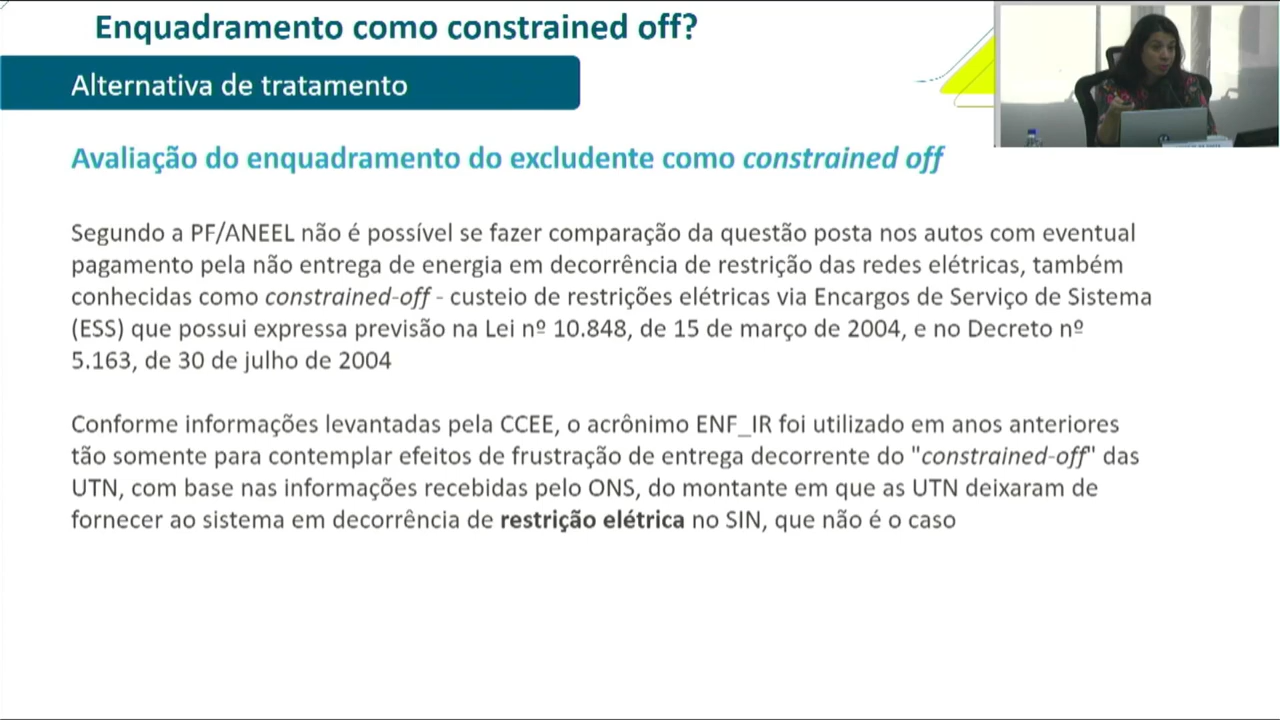 Enquadramento como constrained off?
Alternativa de tratamento
Avaliação do enquadramento do excludente como constrained off
Segundo a PF/ANEEL não é possível se fazer comparação da questão posta nos autos com eventual
pagamento pela não entrega de energia em decorrência de restrição das redes elétricas, também
conhecidas como constrained-off - custeio de restrições elétricas via Encargos de Serviço de Sistema
(ESS) que possui expressa previsão na Lei nº 10.848, de 15 de março de 2004, e no Decreto nº
5.163, de 30 de julho de 2004
Conforme informações levantadas pela CCEE, o acrônimo ENF_IR foi utilizado em anos anteriores
tão somente para contemplar efeitos de frustração de entrega decorrente do "constrained-off" das
UTN, com base nas informações recebidas pelo ONS, do montante em que as UTN deixaram de
fornecer ao sistema em decorrência de restrição elétrica no SIN, que não é o caso